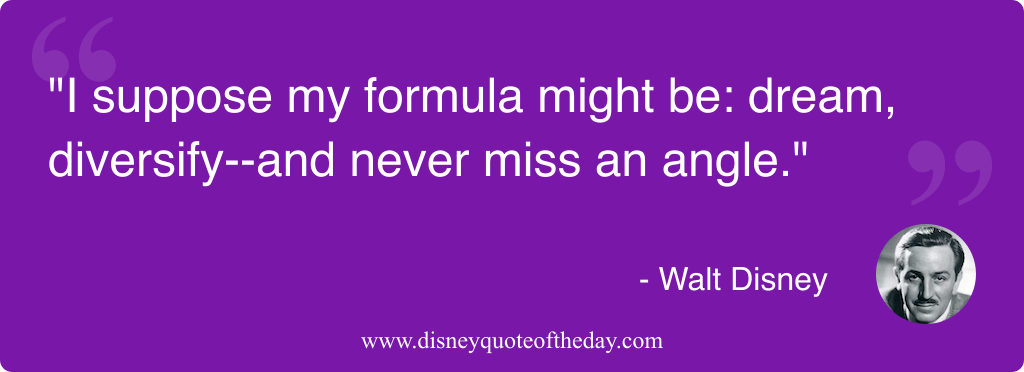 "I suppose my formula might be: dream,
diversify--and never miss an angle."
- Walt Disney
www.disneyquoteoftheday.com